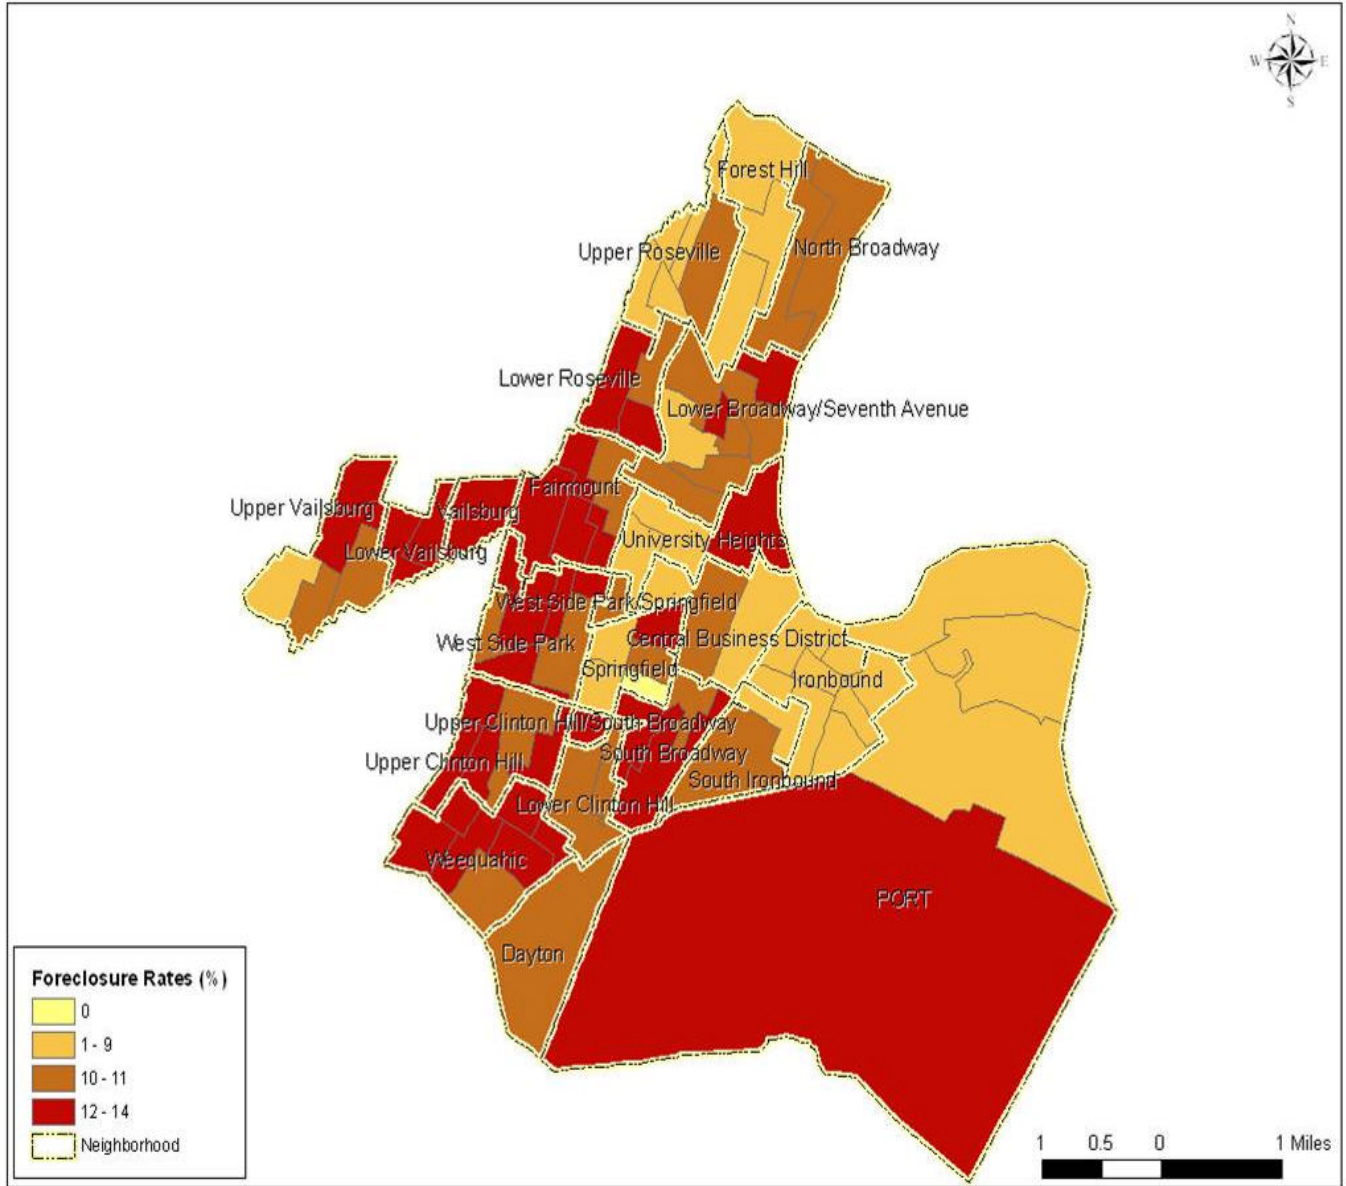 N
W E
S
Forest Hill
Upper Roseville
North Broadway
Lower Roseville
Lower Broadway/Seventh Avenue
Fairmount
Upper Vailsburg
Vailsburg
Lower Vailsburg
University Heights
West Side Park/Springfield
West Side Park
Central Business District
Springfield
Ironbound
Upper Clinton Hill/South Broadway
South Broadway
Upper Clinton Hill
South Ironbound
Lower Clinton Hill
Weequahic
PORT
Dayton
Foreclosure Rates (%)
0
1 - 9
10 - 11
12 - 14
Neighborhood
1 0.5 0 1 Miles